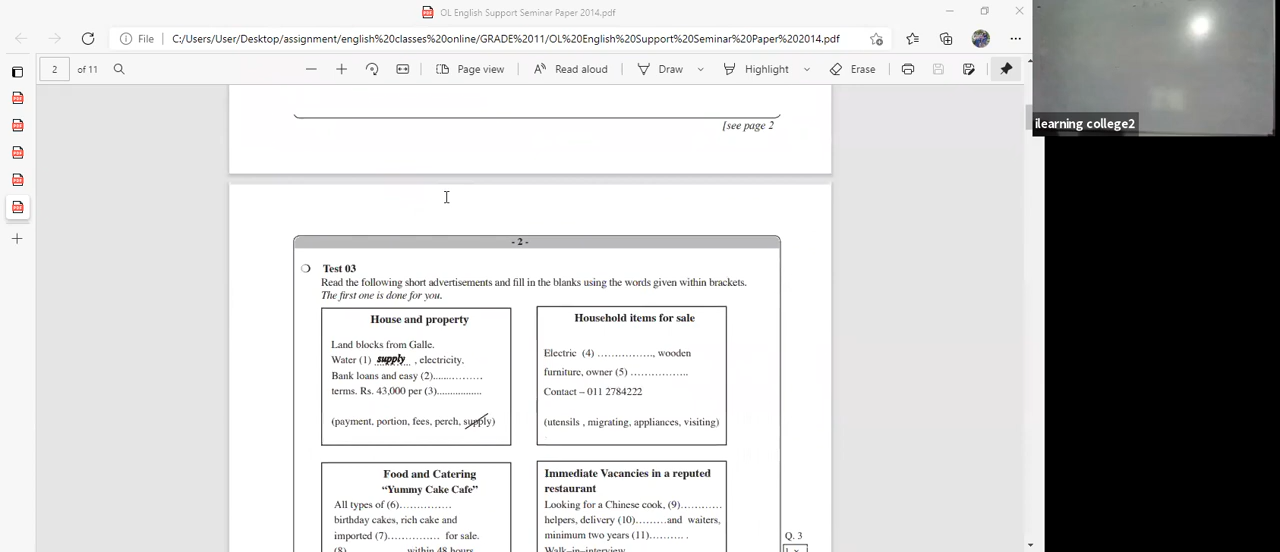 OL English Support Seminar Paper 2014.pdf
File
C:/Users/User/Desktop/assignment/english%20classes%20online/GRADE%2011/OL%20English%20Support%20Seminar%20Paper%202014.pdf
2 of 11
Page view
Read aloud
Draw
Highlight
Erase
ilearning college2
[see page 2
- 2 -
Test 03
Read the following short advertisements and fill in the blanks using the words given within brackets.
The first one is done for you.
House and property
Land blocks from Galle.
Water (1) supply , electricity,
Bank loans and easy (2)..............
terms. Rs. 43,000 per (3).................
(payment, portion, fees, perch, supply)
Household items for sale
Electric (4) ……………, wooden
furniture, owner (5) ……………..
Contact – 011 2784222
(utensils , migrating, appliances, visiting)
Food and Catering
“Yummy Cake Cafe”
All types of (6)……………
birthday cakes, rich cake and
imported (7)…………… for sale.
(8)…………… within 48 hours
Immediate Vacancies in a reputed
restaurant
Looking for a Chinese cook, (9)…………
helpers, delivery (10)………and waiters,
minimum two years (11)……….. .
Walk–in–interview
Q. 3